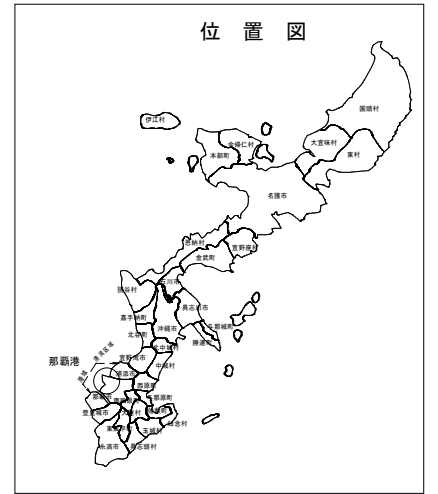 位置図
国頭村
伊江村
大宜味村
今帰仁村
東村
本部町
名護市
恩納村
宜野座村
金武町
石川市
読谷村
具志川市
嘉手納町
与那城町
沖縄市
北谷町
勝連町
北中城村
港湾区域
宜野湾市
那覇港
中城村
浦添市
西原町
那覇市
与那原町
豊見城市
知念村
玉城村
糸満市
具志頭村